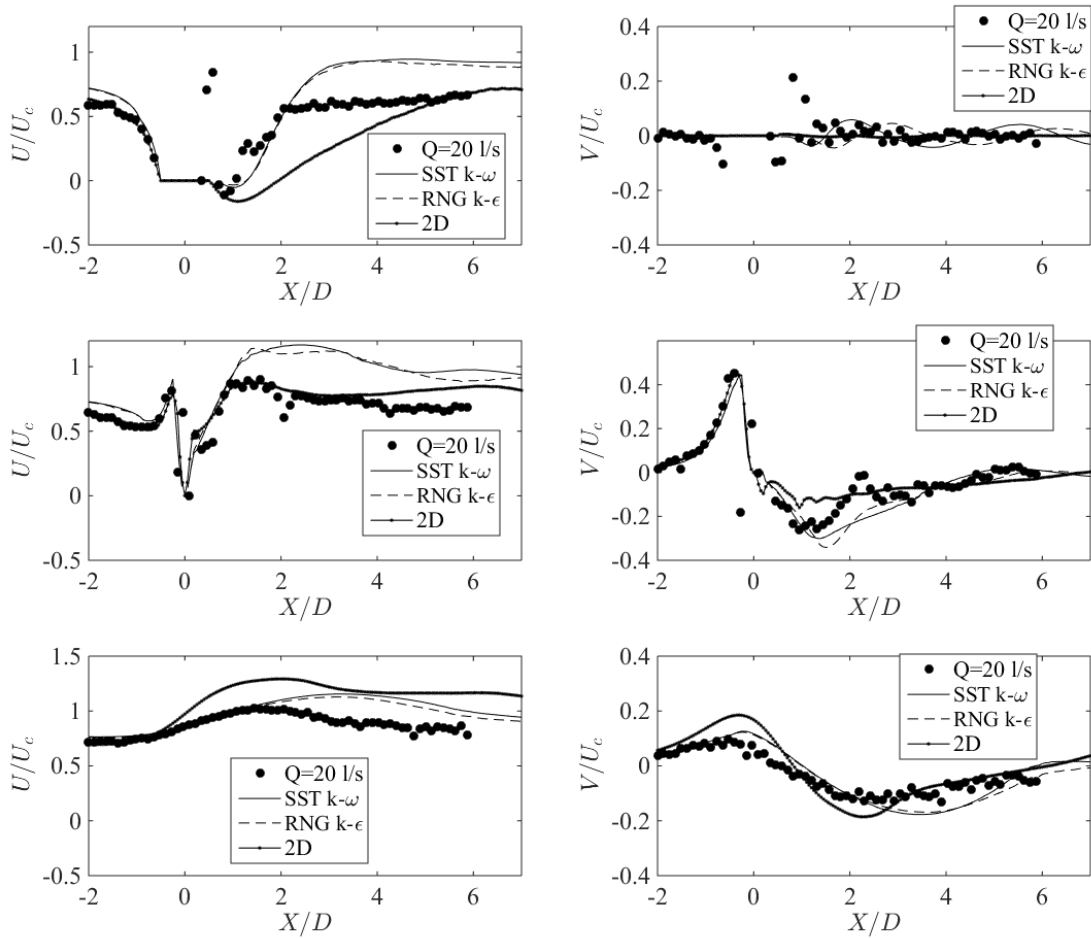 1
0.5
0
-0.5
U/U_c
-2 0 2 4 6
X/D
Q=20 l/s
SST k-ω
RNG k-ϵ
2D
0.4
0.2
0
-0.2
-0.4
V/U_c
-2 0 2 4 6
X/D
Q=20 l/s
SST k-ω
RNG k-ϵ
2D
1
0.5
0
-0.5
U/U_c
-2 0 2 4 6
X/D
Q=20 l/s
SST k-ω
RNG k-ϵ
2D
0.4
0.2
0
-0.2
-0.4
V/U_c
-2 0 2 4 6
X/D
Q=20 l/s
SST k-ω
RNG k-ϵ
2D
1.5
1
0.5
0
-0.5
U/U_c
-2 0 2 4 6
X/D
Q=20 l/s
SST k-ω
RNG k-ϵ
2D
0.4
0.2
0
-0.2
-0.4
V/U_c
-2 0 2 4 6
X/D
Q=20 l/s
SST k-ω
RNG k-ϵ
2D